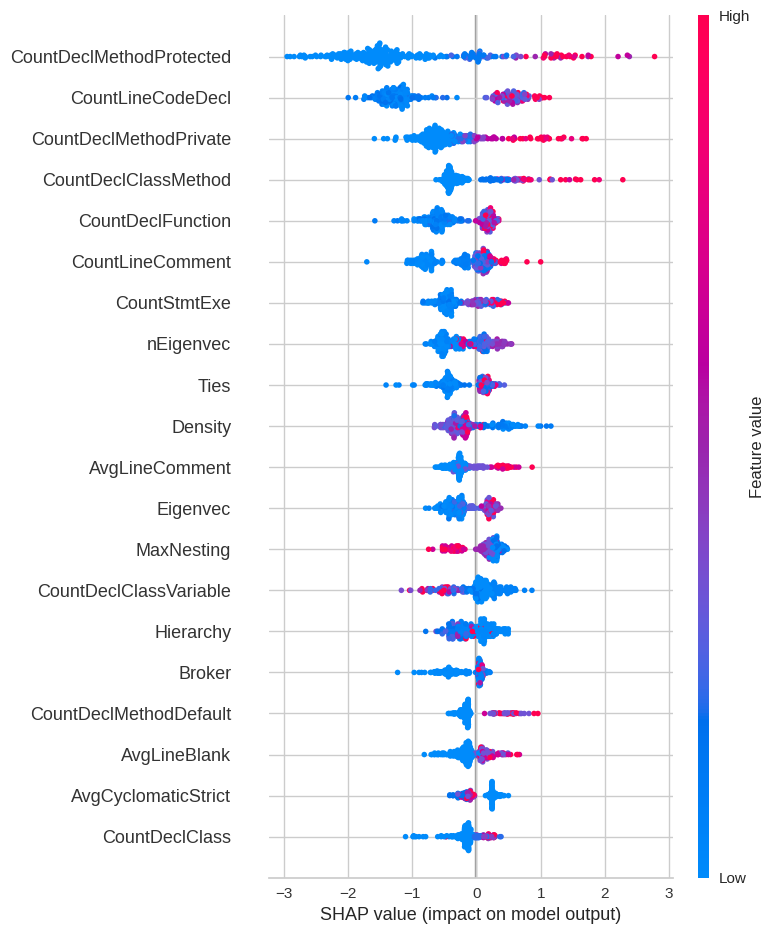 High
CountDeclMethodProtected
CountLineCodeDecl
CountDeclMethodPrivate
CountDeclClassMethod
CountDeclFunction
CountLineComment
CountStmtExe
nEigenvec
Ties
Density
AvgLineComment
Eigenvec
MaxNesting
CountDeclClassVariable
Hierarchy
Broker
CountDeclMethodDefault
AvgLineBlank
AvgCyclomaticStrict
CountDeclClass
Feature value
Low
−3 −2 −1 0 1 2 3
SHAP value (impact on model output)